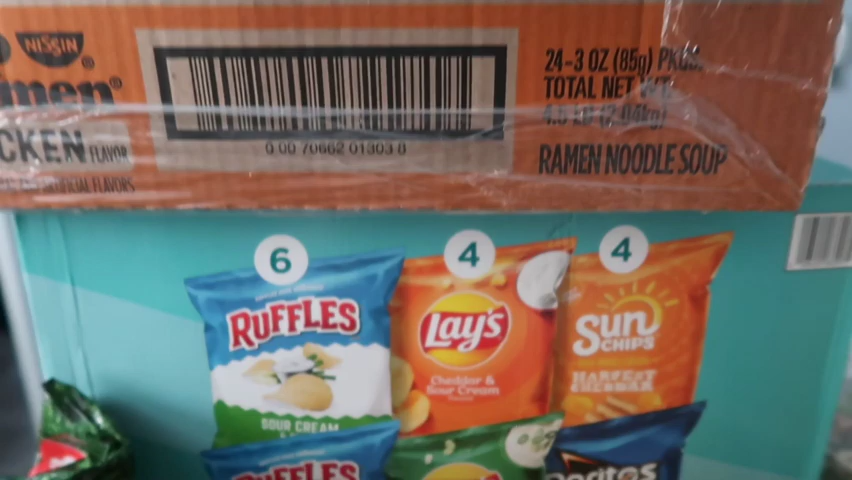 NISSIN
CKEN FLAVOR
0 00 70662 01303 8
24-3 OZ (85g) PKGS.
TOTAL NET WT.
4.5 LB (2.04kg)
RAMEN NOODLE SOUP
6
RUFFLES
SOUR CREAM
4
Lay's
Cheddar &
Sour Cream
4
Sun
CHIPS
HARVEST
CHEDDAR
RUFFLES
Doritos